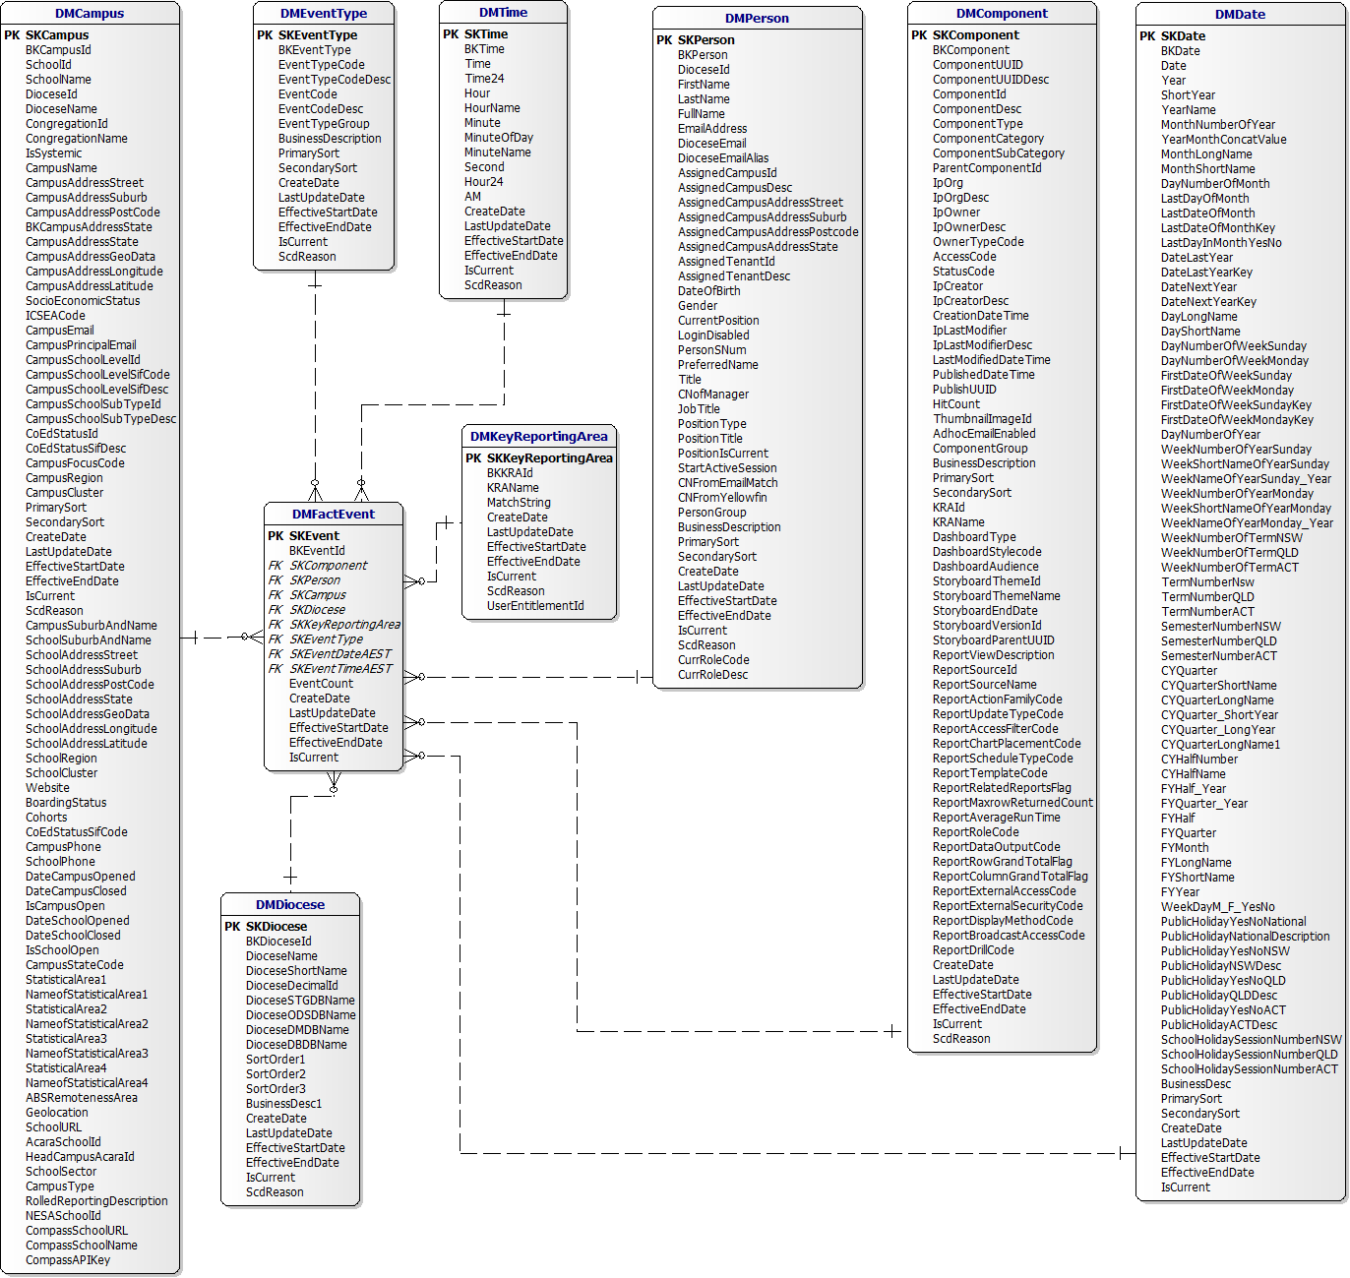 DMCampus
PK SKCampus
BKCampusId
SchoolId
SchoolName
DioceseId
DioceseName
CongregationId
CongregationName
IsSystemic
CampusName
CampusAddressStreet
CampusAddressSuburb
CampusAddressPostCode
BKCampusAddressState
CampusAddressState
CampusAddressGeoData
CampusAddressLongitude
CampusAddressLatitude
SocioEconomicStatus
ICSEACode
CampusEmail
CampusPrincipalEmail
CampusSchoolLevelId
CampusSchoolLevelSifCode
CampusSchoolLevelSifDesc
CampusSchoolSubTypeId
CampusSchoolSubTypeDesc
CoEdStatusId
CoEdStatusSifDesc
CampusFocusCode
CampusRegion
CampusCluster
PrimarySort
SecondarySort
CreateDate
LastUpdateDate
EffectiveStartDate
EffectiveEndDate
IsCurrent
ScdReason
CampusSuburbAndName
SchoolSuburbAndName
SchoolAddressStreet
SchoolAddressSuburb
SchoolAddressPostCode
SchoolAddressState
SchoolAddressGeoData
SchoolAddressLongitude
SchoolAddressLatitude
SchoolRegion
SchoolCluster
Website
BoardingStatus
Cohorts
CoEdStatusSifCode
CampusPhone
SchoolPhone
DateCampusOpened
DateCampusClosed
IsCampusOpen
DateSchoolOpened
DateSchoolClosed
IsSchoolOpen
CampusStateCode
StatisticalArea1
NameofStatisticalArea1
StatisticalArea2
NameofStatisticalArea2
StatisticalArea3
NameofStatisticalArea3
StatisticalArea4
NameofStatisticalArea4
ABSRemotenessArea
Geolocation
SchoolURL
AcaraSchoolId
HeadCampusAcaraId
SchoolSector
CampusType
RolledReportingDescription
NESASchoolId
CompassSchoolURL
CompassSchoolName
CompassAPIKey
DMEventType
PK SKEventType
BKEventType
EventTypeCode
EventTypeCodeDesc
EventCode
EventCodeDesc
EventTypeGroup
BusinessDescription
PrimarySort
SecondarySort
CreateDate
LastUpdateDate
EffectiveStartDate
EffectiveEndDate
IsCurrent
ScdReason
DMTime
PK SKTime
BKTime
Time
Time24
Hour
HourName
Minute
MinuteOfDay
MinuteName
Second
Hour24
AM
CreateDate
LastUpdateDate
EffectiveStartDate
EffectiveEndDate
IsCurrent
ScdReason
DMKeyReportingArea
PK SKKeyReportingArea
BKKRAId
KRAName
MatchString
CreateDate
LastUpdateDate
EffectiveStartDate
EffectiveEndDate
IsCurrent
ScdReason
UserEntitlementId
DMFactEvent
PK SKEvent
BKEventId
FK SKComponent
FK SKPerson
FK SKCampus
FK SKDiocese
FK SKKeyReportingArea
FK SKEventType
FK SKEventDateAEST
FK SKEventTimeAEST
EventCount
CreateDate
LastUpdateDate
EffectiveStartDate
EffectiveEndDate
IsCurrent
DMDiocese
PK SKDiocese
BKDioceseId
DioceseName
DioceseShortName
DioceseDecimalId
DioceseSTGDBName
DioceseODSDBName
DioceseDMDBName
DioceseDBDBName
SortOrder1
SortOrder2
SortOrder3
BusinessDesc1
CreateDate
LastUpdateDate
EffectiveStartDate
EffectiveEndDate
IsCurrent
ScdReason
DMPerson
PK SKPerson
BKPerson
DioceseId
FirstName
LastName
FullName
EmailAddress
DioceseEmail
DioceseEmailAlias
AssignedCampusId
AssignedCampusDesc
AssignedCampusAddressStreet
AssignedCampusAddressSuburb
AssignedCampusAddressPostcode
AssignedCampusAddressState
AssignedTenantId
AssignedTenantDesc
DateOfBirth
Gender
CurrentPosition
LoginDisabled
PersonSNum
PreferredName
Title
CNofManager
JobTitle
PositionType
PositionTitle
PositionIsCurrent
StartActiveSession
CNFromEmailMatch
CNFromYellowfin
PersonGroup
BusinessDescription
PrimarySort
SecondarySort
CreateDate
LastUpdateDate
EffectiveStartDate
EffectiveEndDate
IsCurrent
ScdReason
CurrRoleCode
CurrRoleDesc
DMComponent
PK SKComponent
BKComponent
ComponentUUID
ComponentUUIDDesc
ComponentId
ComponentDesc
ComponentType
ComponentCategory
ComponentSubCategory
ParentComponentId
IpOrg
IpOrgDesc
IpOwner
IpOwnerDesc
OwnerTypeCode
AccessCode
StatusCode
IpCreator
IpCreatorDesc
CreationDateTime
IpLastModifier
IpLastModifierDesc
LastModifiedDateTime
PublishedDateTime
PublishUUID
HitCount
ThumbnailImageId
AdhocEmailEnabled
ComponentGroup
BusinessDescription
PrimarySort
SecondarySort
KRAId
KRAName
DashboardType
DashboardStylecode
DashboardAudience
StoryboardThemeId
StoryboardThemeName
StoryboardEndDate
StoryboardVersionId
StoryboardParentUUID
ReportViewDescription
ReportSourceId
ReportSourceName
ReportActionFamilyCode
ReportUpdateTypeCode
ReportAccessFilterCode
ReportChartPlacementCode
ReportScheduleTypeCode
ReportTemplateCode
ReportRelatedReportsFlag
ReportMaxrowReturnedCount
ReportAverageRunTime
ReportRoleCode
ReportDataOutputCode
ReportRowGrandTotalFlag
ReportColumnGrandTotalFlag
ReportExternalAccessCode
ReportExternalSecurityCode
ReportDisplayMethodCode
ReportBroadcastAccessCode
ReportDrillCode
CreateDate
LastUpdateDate
EffectiveStartDate
EffectiveEndDate
IsCurrent
ScdReason
DMDate
PK SKDate
BKDate
Date
Year
ShortYear
YearName
MonthNumberOfYear
YearMonthConcatValue
MonthLongName
MonthShortName
DayNumberOfMonth
LastDayOfMonth
LastDateOfMonth
LastDateOfMonthKey
LastDayInMonthYesNo
DateLastYear
DateLastYearKey
DateNextYear
DateNextYearKey
DayLongName
DayShortName
DayNumberOfWeekSunday
DayNumberOfWeekMonday
FirstDateOfWeekSunday
FirstDateOfWeekMonday
FirstDateOfWeekSundayKey
FirstDateOfWeekMondayKey
DayNumberOfYear
WeekNumberOfYearSunday
WeekShortNameOfYearSunday
WeekNameOfYearSunday_Year
WeekNumberOfYearMonday
WeekShortNameOfYearMonday
WeekNameOfYearMonday_Year
WeekNumberOfTermNSW
WeekNumberOfTermQLD
WeekNumberOfTermACT
TermNumberNsw
TermNumberQLD
TermNumberACT
SemesterNumberNSW
SemesterNumberQLD
SemesterNumberACT
CYQuarter
CYQuarterShortName
CYQuarterLongName
CYQuarter_ShortYear
CYQuarter_LongYear
CYQuarterLongName1
CYHalfNumber
CYHalfName
FYHalf_Year
FYQuarter_Year
FYHalf
FYQuarter
FYMonth
FYLongName
FYShortName
FYYear
WeekDayM_F_YesNo
PublicHolidayYesNoNational
PublicHolidayNationalDescription
PublicHolidayYesNoNSW
PublicHolidayNSWDesc
PublicHolidayYesNoQLD
PublicHolidayQLDDesc
PublicHolidayYesNoACT
PublicHolidayACTDesc
SchoolHolidaySessionNumberNSW
SchoolHolidaySessionNumberQLD
SchoolHolidaySessionNumberACT
BusinessDesc
PrimarySort
SecondarySort
CreateDate
LastUpdateDate
EffectiveStartDate
EffectiveEndDate
IsCurrent